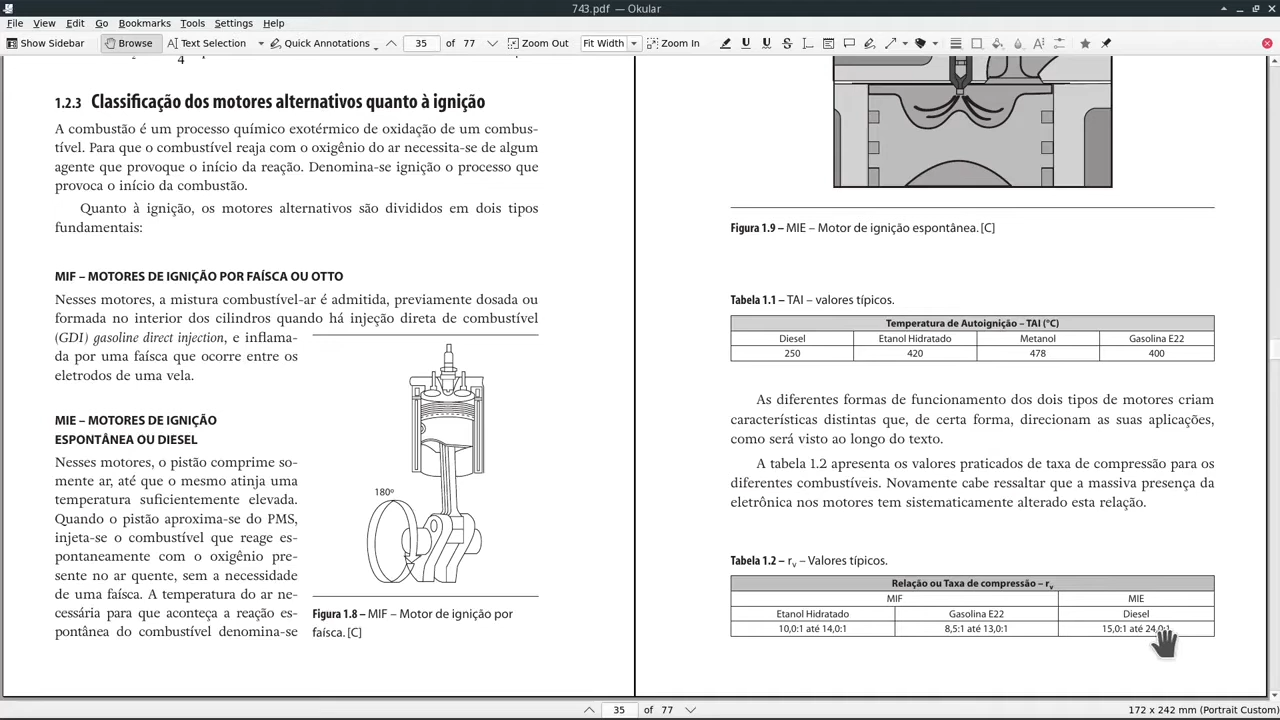 743.pdf — Okular
File View Edit Go Bookmarks Tools Settings Help
Show Sidebar Browse Text Selection Quick Annotations 35 of 77 Zoom Out Fit Width Zoom In
4
1.2.3 Classificação dos motores alternativos quanto à ignição
A combustão é um processo químico exotérmico de oxidação de um combus-
tível. Para que o combustível reaja com o oxigênio do ar necessita-se de algum
agente que provoque o início da reação. Denomina-se ignição o processo que
provoca o início da combustão.
Quanto à ignição, os motores alternativos são divididos em dois tipos
fundamentais:
MIF – MOTORES DE IGNIÇÃO POR FAÍSCA OU OTTO
Nesses motores, a mistura combustível-ar é admitida, previamente dosada ou
formada no interior dos cilindros quando há injeção direta de combustível
(GDI) gasoline direct injection, e inflama-
da por uma faísca que ocorre entre os
eletrodos de uma vela.
MIE – MOTORES DE IGNIÇÃO
ESPONTÂNEA OU DIESEL
Nesses motores, o pistão comprime so-
mente ar, até que o mesmo atinja uma
temperatura suficientemente elevada.
Quando o pistão aproxima-se do PMS,
injeta-se o combustível que reage es-
pontaneamente com o oxigênio pre-
sente no ar quente, sem a necessidade
de uma faísca. A temperatura do ar ne-
cessária para que aconteça a reação es-
pontânea do combustível denomina-se
180º
Figura 1.8 – MIF – Motor de ignição por
faísca. [C]
Figura 1.9 – MIE – Motor de ignição espontânea. [C]
Tabela 1.1 – TAI – valores típicos.
Temperatura de Autoignição – TAI (°C)
Diesel Etanol Hidratado Metanol Gasolina E22
250 420 478 400
As diferentes formas de funcionamento dos dois tipos de motores criam
características distintas que, de certa forma, direcionam as suas aplicações,
como será visto ao longo do texto.
A tabela 1.2 apresenta os valores praticados de taxa de compressão para os
diferentes combustíveis. Novamente cabe ressaltar que a massiva presença da
eletrônica nos motores tem sistematicamente alterado esta relação.
Tabela 1.2 – rv – Valores típicos.
Relação ou Taxa de compressão – rv
MIF MIE
Etanol Hidratado Gasolina E22 Diesel
10,0:1 até 14,0:1 8,5:1 até 13,0:1 15,0:1 até 24,0:1
35 of 77 172 x 242 mm (Portrait Custom)